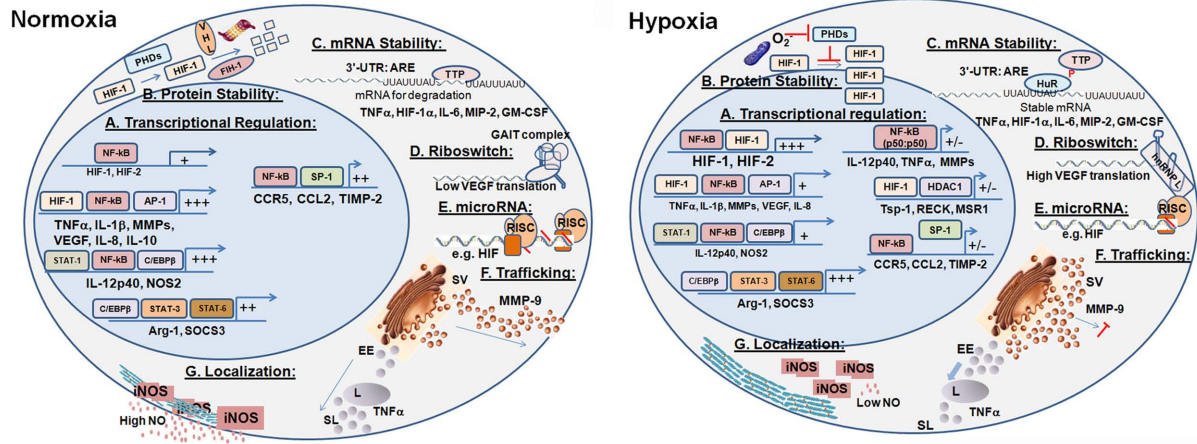 Normoxia
VHL
PHDs
HIF-1
HIF-1
FIH-1
C. mRNA Stability:
3'-UTR: ARE
TTP
UUAUUUAU
mRNA for degradation
TNFα, HIF-1α, IL-6, MIP-2, GM-CSF
B. Protein Stability:
A. Transcriptional Regulation:
NF-kB
+
HIF-1, HIF-2
NF-kB SP-1 ++
CCR5, CCL2, TIMP-2
HIF-1 NF-kB AP-1 +++
TNFα, IL-1β, MMPs,
VEGF, IL-8, IL-10
STAT-1 NF-kB C/EBPβ +++
IL-12p40, NOS2
C/EBPβ STAT-3 STAT-6 ++
Arg-1, SOCS3
GAIT complex
D. Riboswitch:
Low VEGF translation
E. microRNA:
RISC RISC
e.g. HIF
F. Trafficking:
SV
MMP-9
EE
L
TNFα
SL
G. Localization:
iNOS
iNOS
iNOS
High NO
Hypoxia
O2-
PHDs
HIF-1
HIF-1
HIF-1
HIF-1
C. mRNA Stability:
3'-UTR: ARE
TTP
P
HuR
UUAUUUAU
Stable mRNA
TNFα, HIF-1α, IL-6, MIP-2, GM-CSF
B. Protein Stability:
A. Transcriptional regulation:
NF-kB HIF-1 +++
HIF-1, HIF-2
NF-kB
(p50:p50)
+/-
IL-12p40, TNFα, MMPs
HIF-1 NF-kB AP-1 +
TNFα, IL-1β, MMPs, VEGF, IL-8
HIF-1 HDAC1 +/-
Tsp-1, RECK, MSR1
STAT-1 NF-kB C/EBPβ +
IL-12p40, NOS2
SP-1
NF-kB +/-
CCR5, CCL2, TIMP-2
C/EBPβ STAT-3 STAT-6 +++
Arg-1, SOCS3
D. Riboswitch:
hnRNP L
High VEGF translation
E. microRNA:
RISC
e.g. HIF
F. Trafficking:
SV
MMP-9
EE
L
TNFα
SL
G. Localization:
iNOS
iNOS
iNOS
iNOS
Low NO